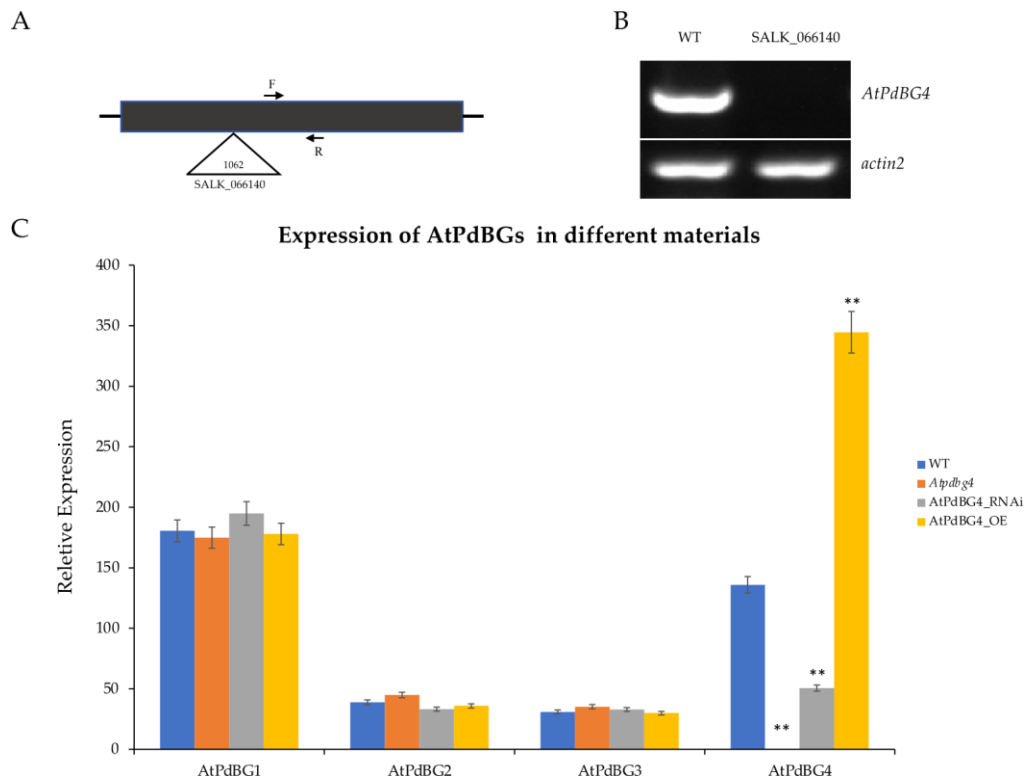 A
F
R
1062
SALK_066140
B
WT SALK_066140
AtPdBG4
actin2
C
Expression of AtPdBGs in different materials
Reletive Expression
400
350
300
250
200
150
100
50
0
**
**
**
AtPdBG1 AtPdBG2 AtPdBG3 AtPdBG4
WT
Atpdbg4
AtPdBG4_RNAi
AtPdBG4_OE